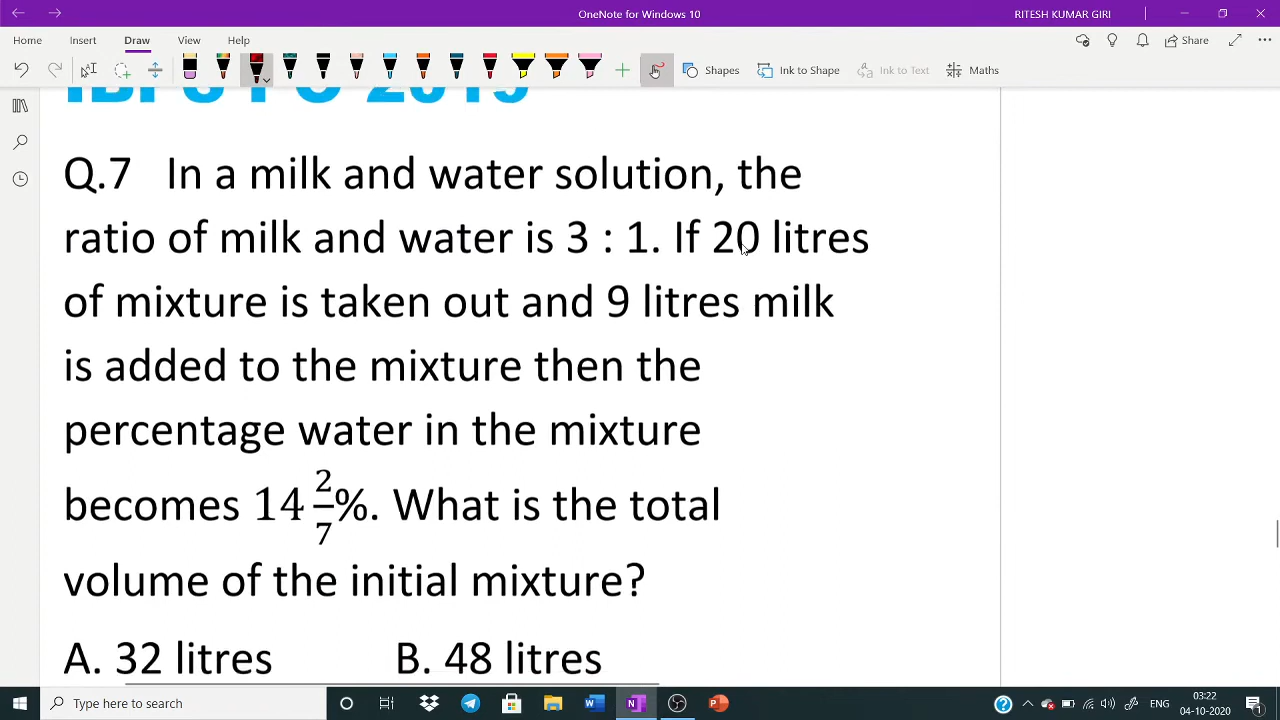 OneNote for Windows 10
RITESH KUMAR GIRI
Home Insert Draw View Help
Share
Shapes Ink to Shape Ink to Text Maths
Q.7 In a milk and water solution, the
ratio of milk and water is 3 : 1. If 20 litres
of mixture is taken out and 9 litres milk
is added to the mixture then the
percentage water in the mixture
becomes 14 2/7 %. What is the total
volume of the initial mixture?
A. 32 litres B. 48 litres
Type here to search
ENG
03:22
04-10-2020